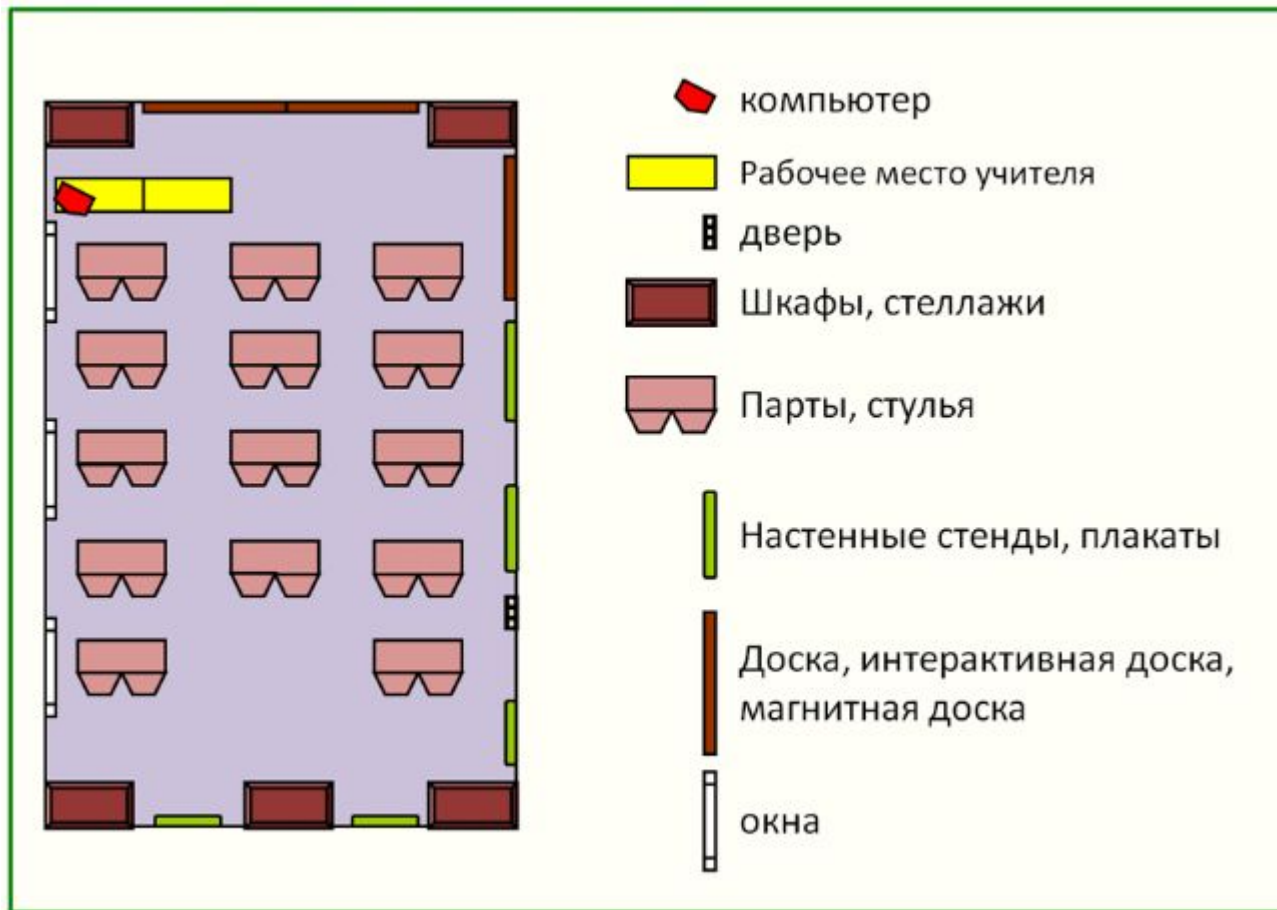 компьютер
Рабочее место учителя
дверь
Шкафы, стеллажи
Парты, стулья
Настенные стенды, плакаты
Доска, интерактивная доска,
магнитная доска
окна